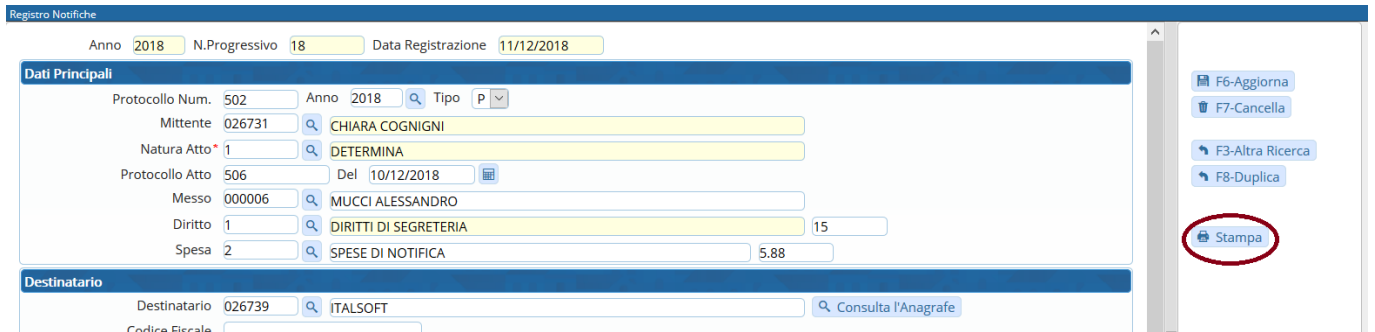 Registro Notifiche
Anno 2018 N.Progressivo 18 Data Registrazione 11/12/2018
Dati Principali
Protocollo Num. 502 Anno 2018 Tipo P
Mittente 026731 CHIARA COGNIGNI
Natura Atto* 1 DETERMINA
Protocollo Atto 506 Del 10/12/2018
Messo 000006 MUCCI ALESSANDRO
Diritto 1 DIRITTI DI SEGRETERIA 15
Spesa 2 SPESE DI NOTIFICA 5.88
Destinatario
Destinatario 026739 ITALSOFT Consulta l'Anagrafe
Codice Fiscale
F6-Aggiorna
F7-Cancella
F3-Altra Ricerca
F8-Duplica
Stampa